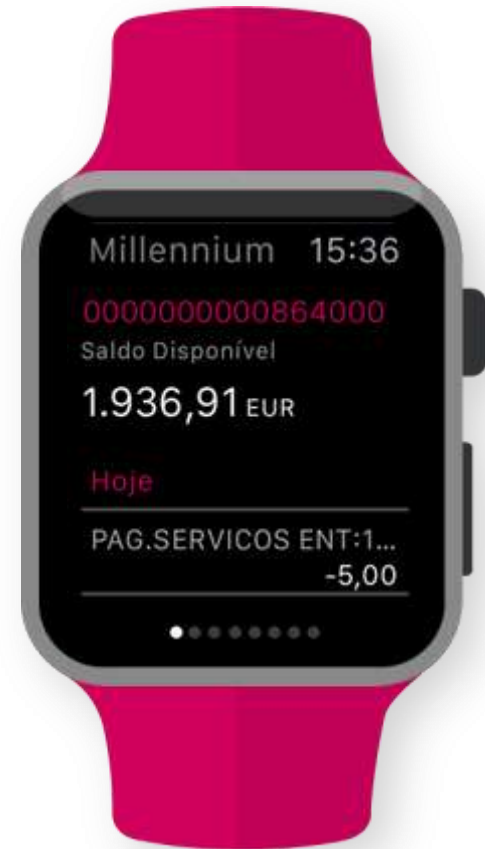 Millennium 15:36
0000000000864000
Saldo Disponível
1.936,91 EUR
Hoje
PAG.SERVICOS ENT:1...
-5,00